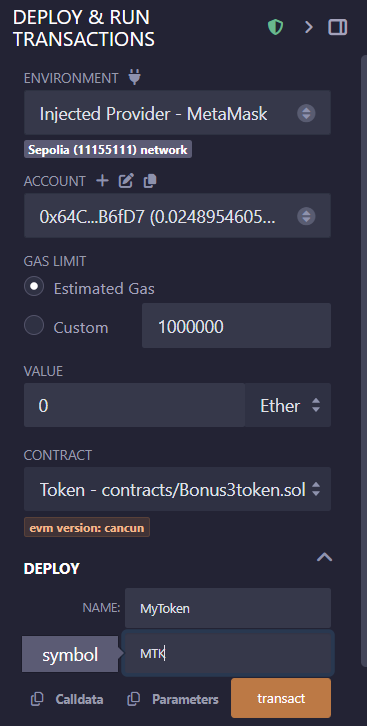 DEPLOY & RUN
TRANSACTIONS
ENVIRONMENT
Injected Provider - MetaMask
Sepolia (11155111) network
ACCOUNT
0x64C...B6fD7 (0.0248954605...
GAS LIMIT
Estimated Gas
Custom 1000000
VALUE
0 Ether
CONTRACT
Token - contracts/Bonus3token.sol
evm version: cancun
DEPLOY
NAME: MyToken
symbol MTK
Calldata Parameters transact